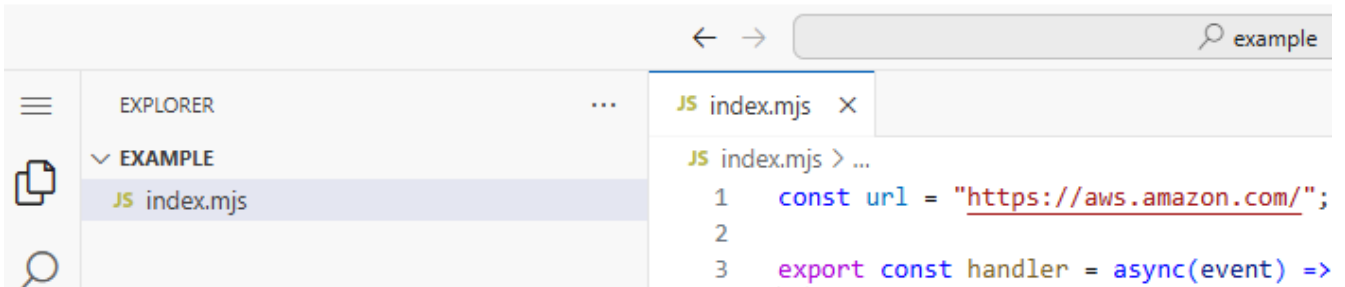 example
EXPLORER ...
EXAMPLE
JS index.mjs
JS index.mjs ×
JS index.mjs > ...
1 const url = "https://aws.amazon.com/";
2
3 export const handler = async(event) =>